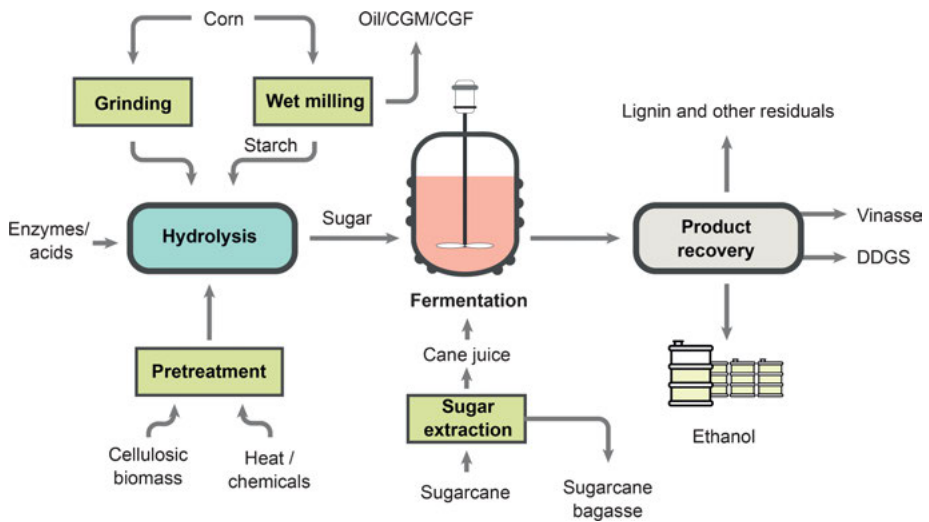 Corn
Oil/CGM/CGF
Grinding
Wet milling
Starch
Lignin and other residuals
Enzymes/
acids
Hydrolysis
Sugar
Product
recovery
Vinasse
DDGS
Fermentation
Pretreatment
Cane juice
Sugar
extraction
Cellulosic
biomass
Heat /
chemicals
Sugarcane
Sugarcane
bagasse
Ethanol